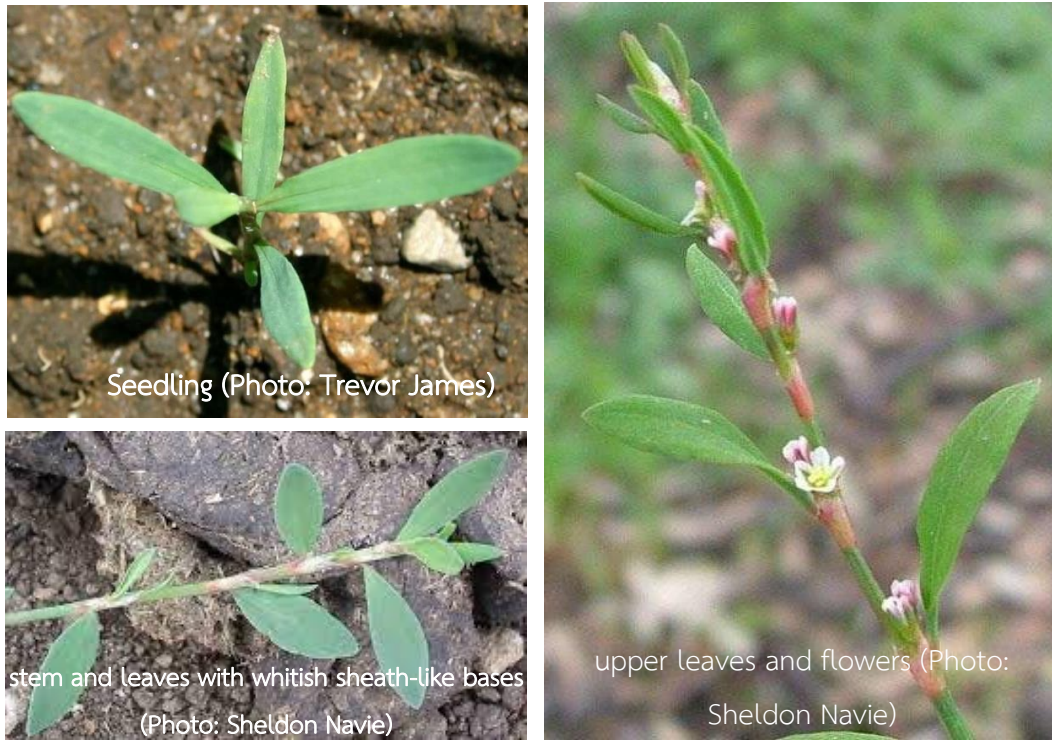 Seedling (Photo: Trevor James)
stem and leaves with whitish sheath-like bases
(Photo: Sheldon Navie)
upper leaves and flowers (Photo:
Sheldon Navie)